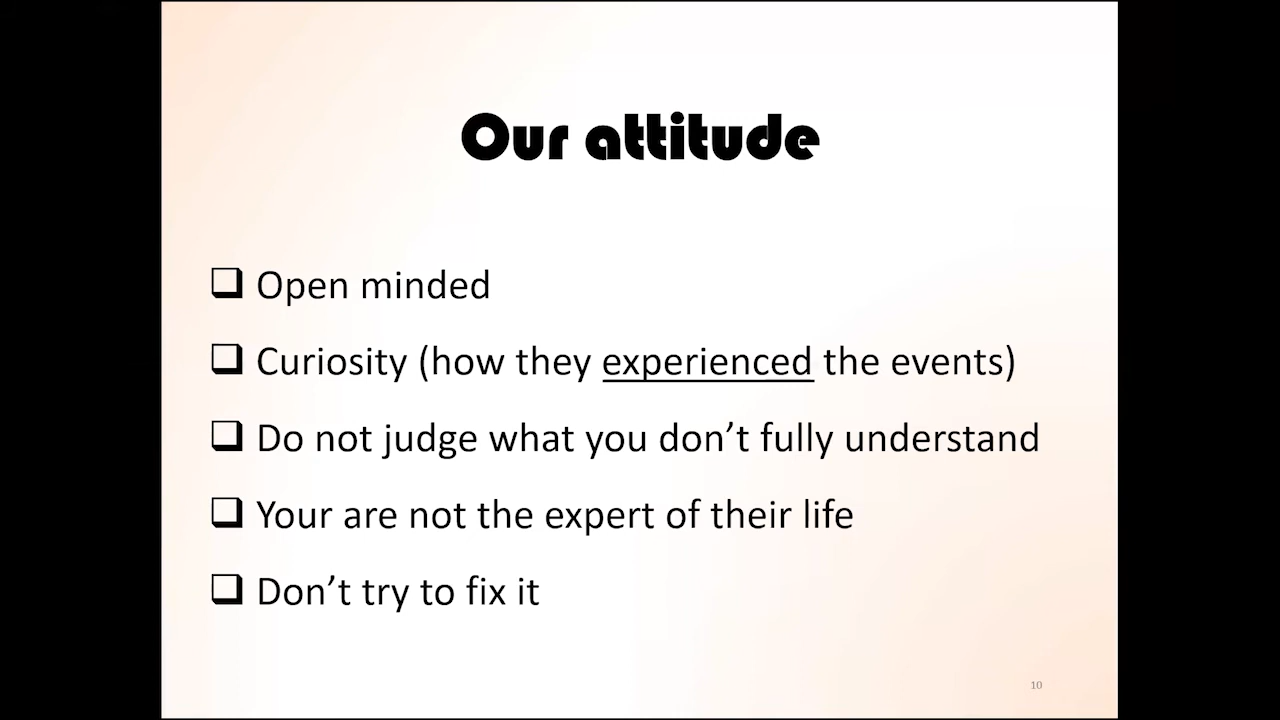 Our attitude
Open minded
Curiosity (how they experienced the events)
Do not judge what you don’t fully understand
Your are not the expert of their life
Don’t try to fix it
10